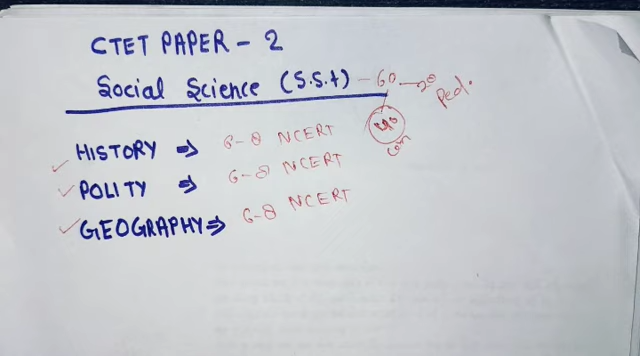 CTET PAPER - 2
Social Science (S.S.t) - 60 → 20 Ped.
40
Con
HISTORY ⇒ 6-8 NCERT
POLITY ⇒ 6-8 NCERT
GEOGRAPHY ⇒ 6-8 NCERT